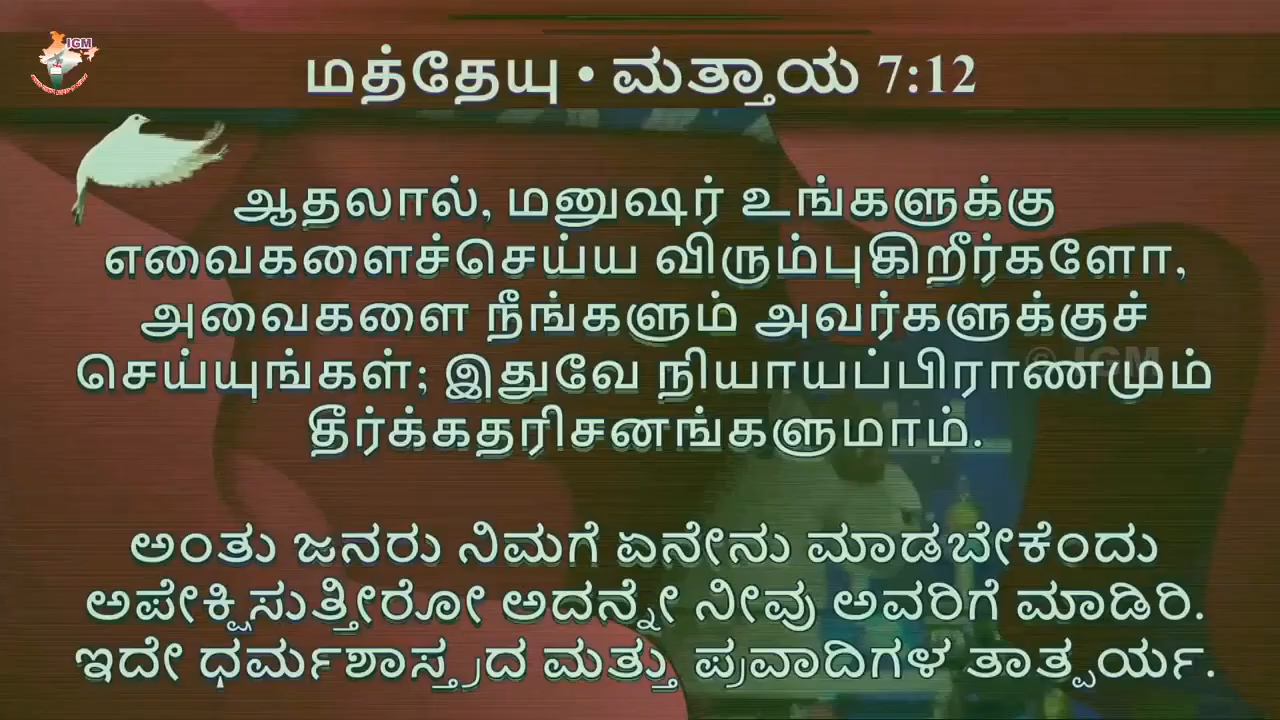 IGM
மத்தேயு • ಮತ್ತಾಯ 7:12
ஆதலால், மனுஷர் உங்களுக்கு
எவைகளைச்செய்ய விரும்புகிறீர்களோ,
அவைகளை நீங்களும் அவர்களுக்குச்
செய்யுங்கள்; இதுவே நியாயப்பிராணமும்
தீர்க்கதரிசனங்களுமாம்.
© IGM
ಅಂತು ಜನರು ನಿಮಗೆ ಏನೇನು ಮಾಡಬೇಕೆಂದು
ಅಪೇಕ್ಷಿಸುತ್ತೀರೋ ಅದನ್ನೇ ನೀವು ಅವರಿಗೆ ಮಾಡಿರಿ.
ಇದೇ ಧರ್ಮಶಾಸ್ತ್ರದ ಮತ್ತು ಪ್ರವಾದಿಗಳ ತಾತ್ಪರ್ಯ.